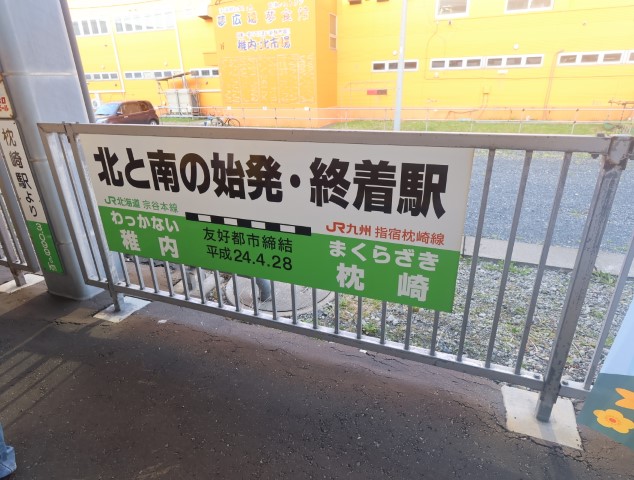 稚内北市場
枕崎駅より
北と南の始発・終着駅
JR北海道 宗谷本線
わっかない
稚内
友好都市締結
平成24.4.28
JR九州 指宿枕崎線
まくらざき
枕崎